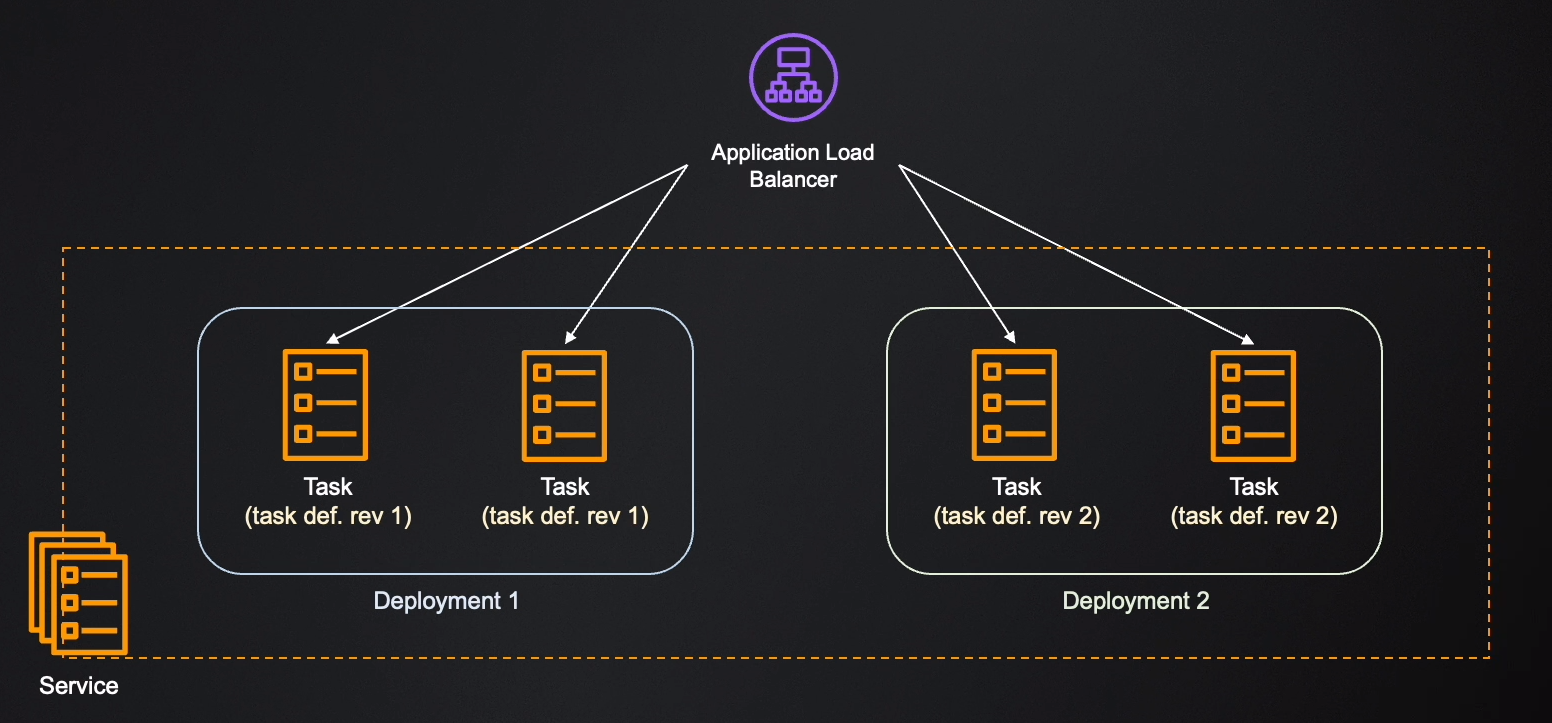 Application Load
Balancer
Task
(task def. rev 1)
Task
(task def. rev 1)
Task
(task def. rev 2)
Task
(task def. rev 2)
Deployment 1
Deployment 2
Service